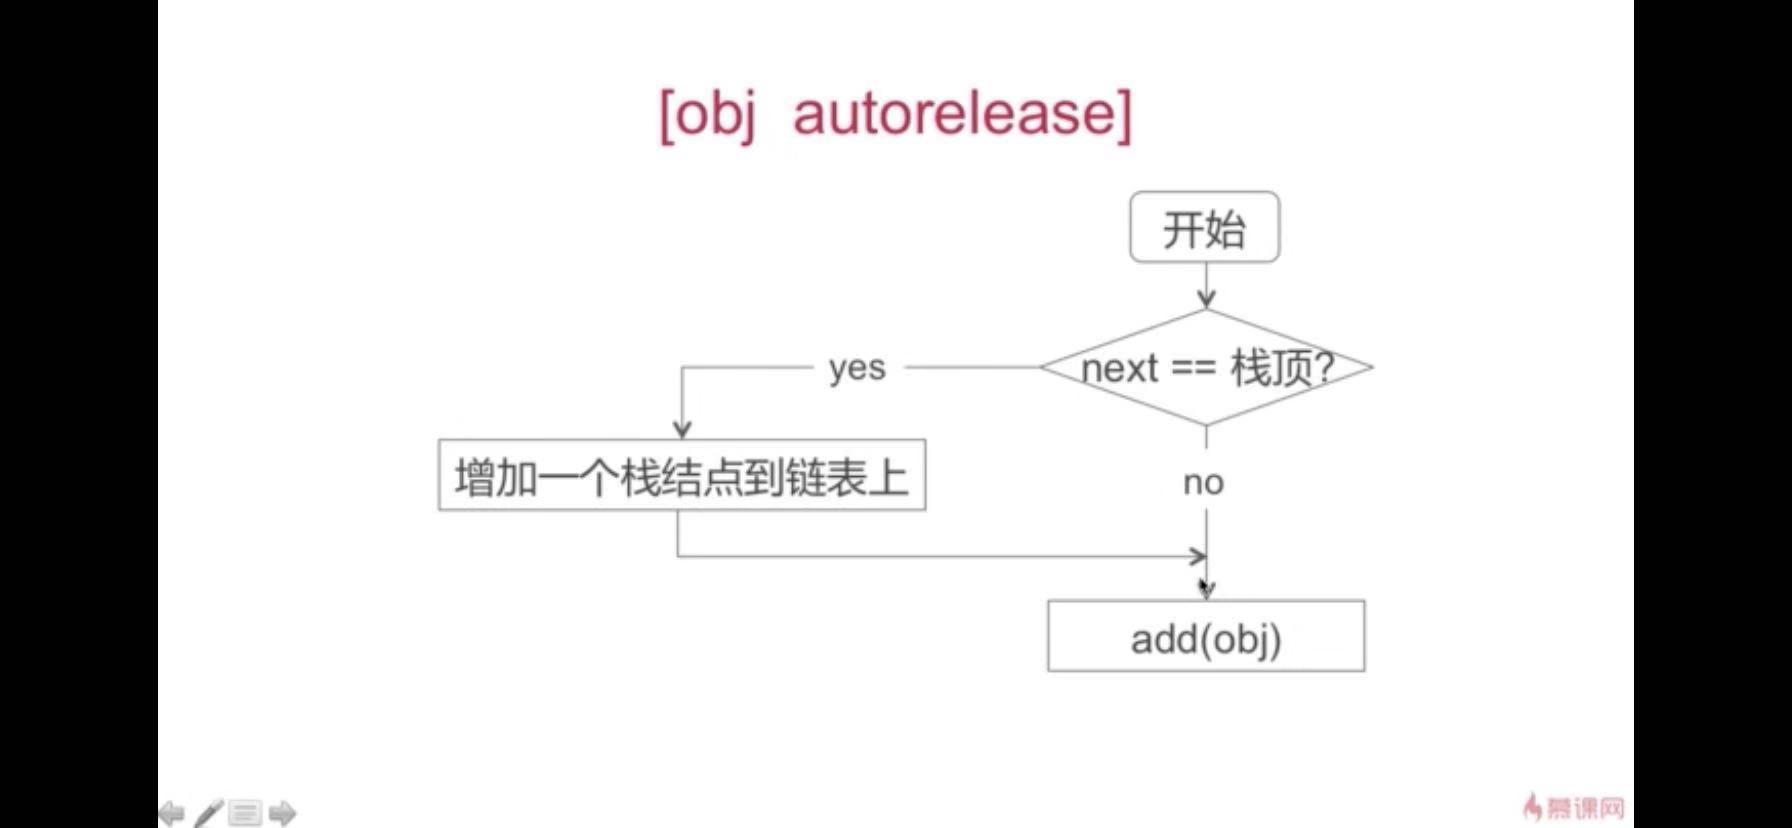 [obj autorelease]
开始
next == 栈顶?
yes
增加一个栈结点到链表上
no
add(obj)
慕课网